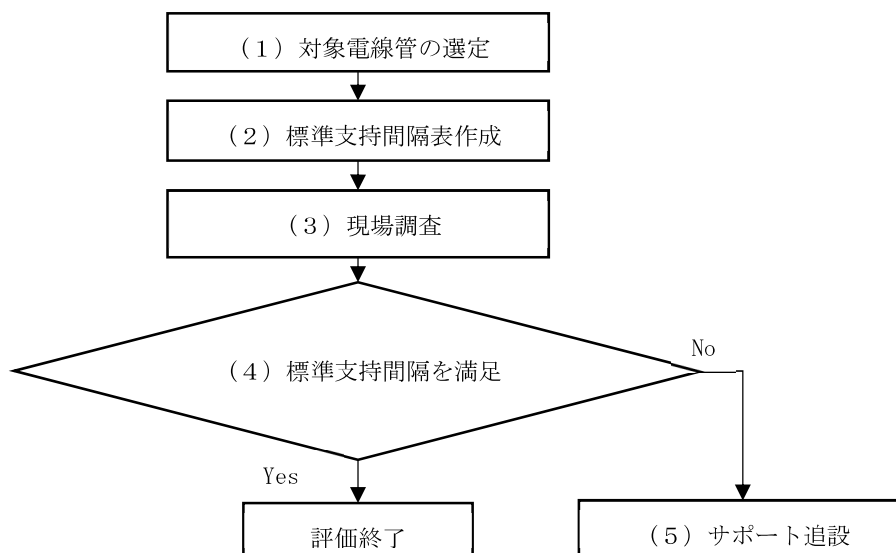 （1）対象電線管の選定
（2）標準支持間隔表作成
（3）現場調査
（4）標準支持間隔を満足
No
Yes
評価終了
（5）サポート追設